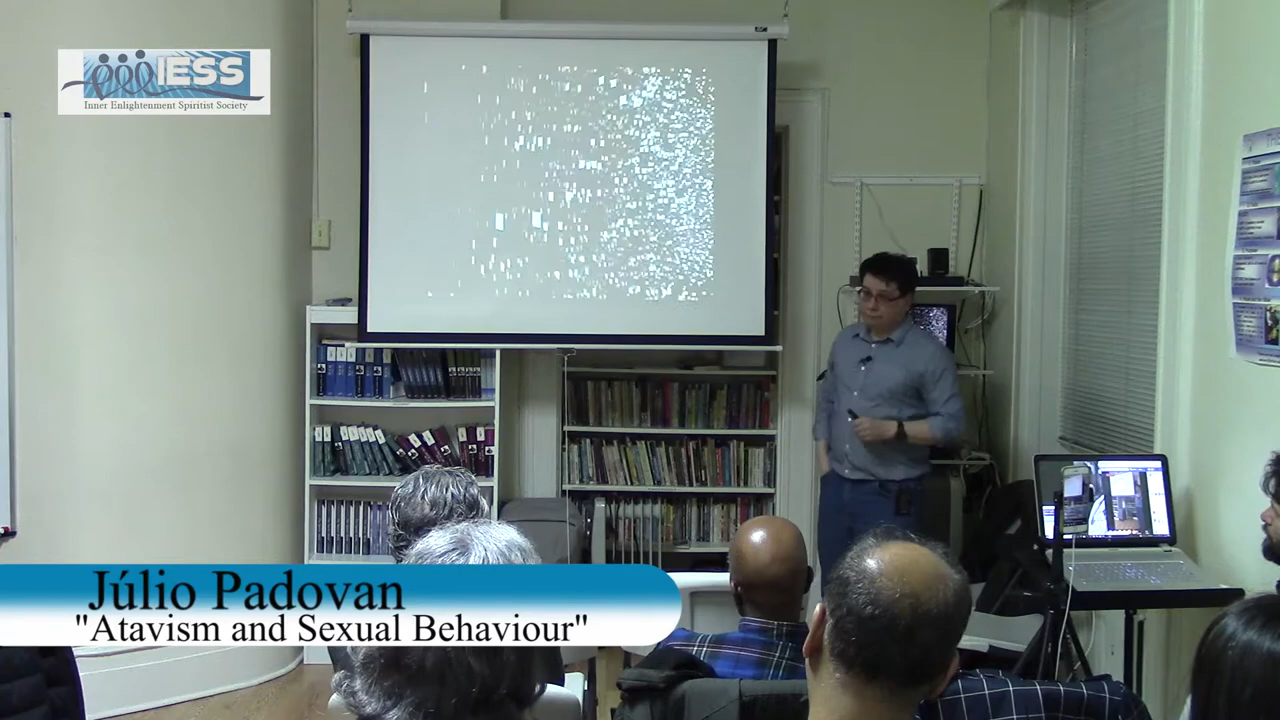 IESS
Inner Enlightenment Spiritist Society
Júlio Padovan
"Atavism and Sexual Behaviour"